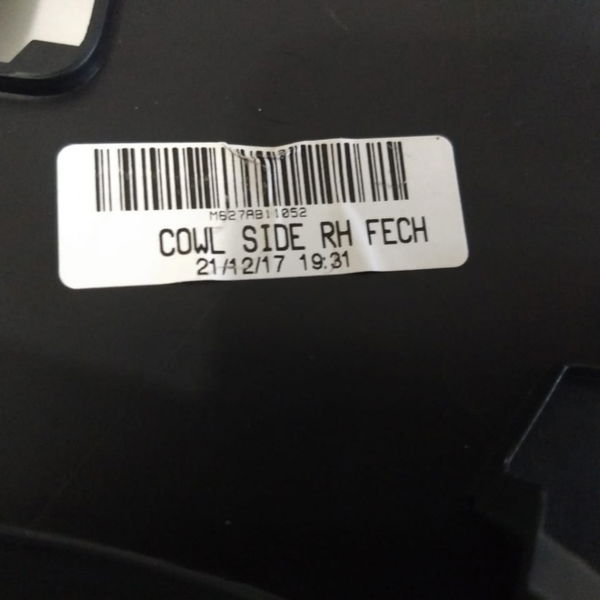 M627AB11052
COWL SIDE RH FECH
21/12/17 19:31